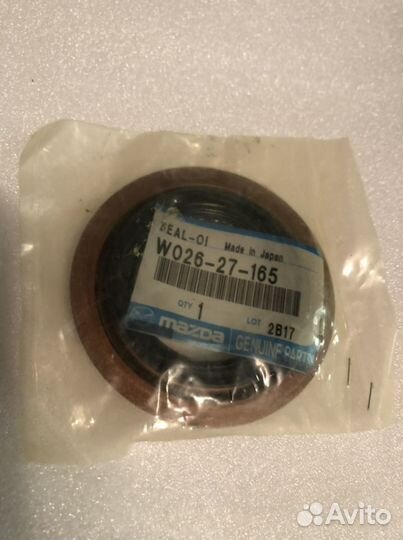 SEAL-OI
Made in Japan
W026-27-165
QTY 1
LOT 2B17
mazda
GENUINE PARTS
Avito